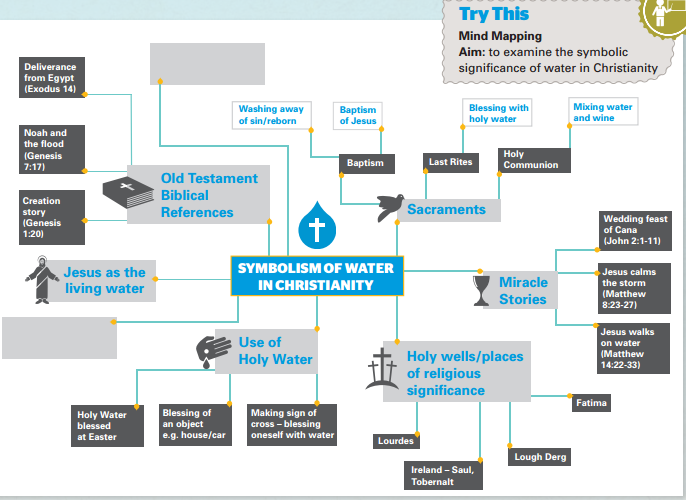 Try This
Mind Mapping
Aim: to examine the symbolic
significance of water in Christianity
Deliverance
from Egypt
(Exodus 14)
Noah and
the flood
(Genesis
7:17)
Creation
story
(Genesis
1:20)
Old Testament
Biblical
References
Washing away
of sin/reborn
Baptism
of Jesus
Baptism
Blessing with
holy water
Last Rites
Mixing water
and wine
Holy
Communion
Sacraments
SYMBOLISM OF WATER
IN CHRISTIANITY
Jesus as the
living water
Miracle
Stories
Wedding feast
of Cana
(John 2:1-11)
Jesus calms
the storm
(Matthew
8:23-27)
Jesus walks
on water
(Matthew
14:22-33)
Use of
Holy Water
Holy Water
blessed
at Easter
Blessing of
an object
e.g. house/car
Making sign of
cross – blessing
oneself with water
Holy wells/places
of religious
significance
Lourdes
Ireland – Saul,
Tobernalt
Lough Derg
Fatima